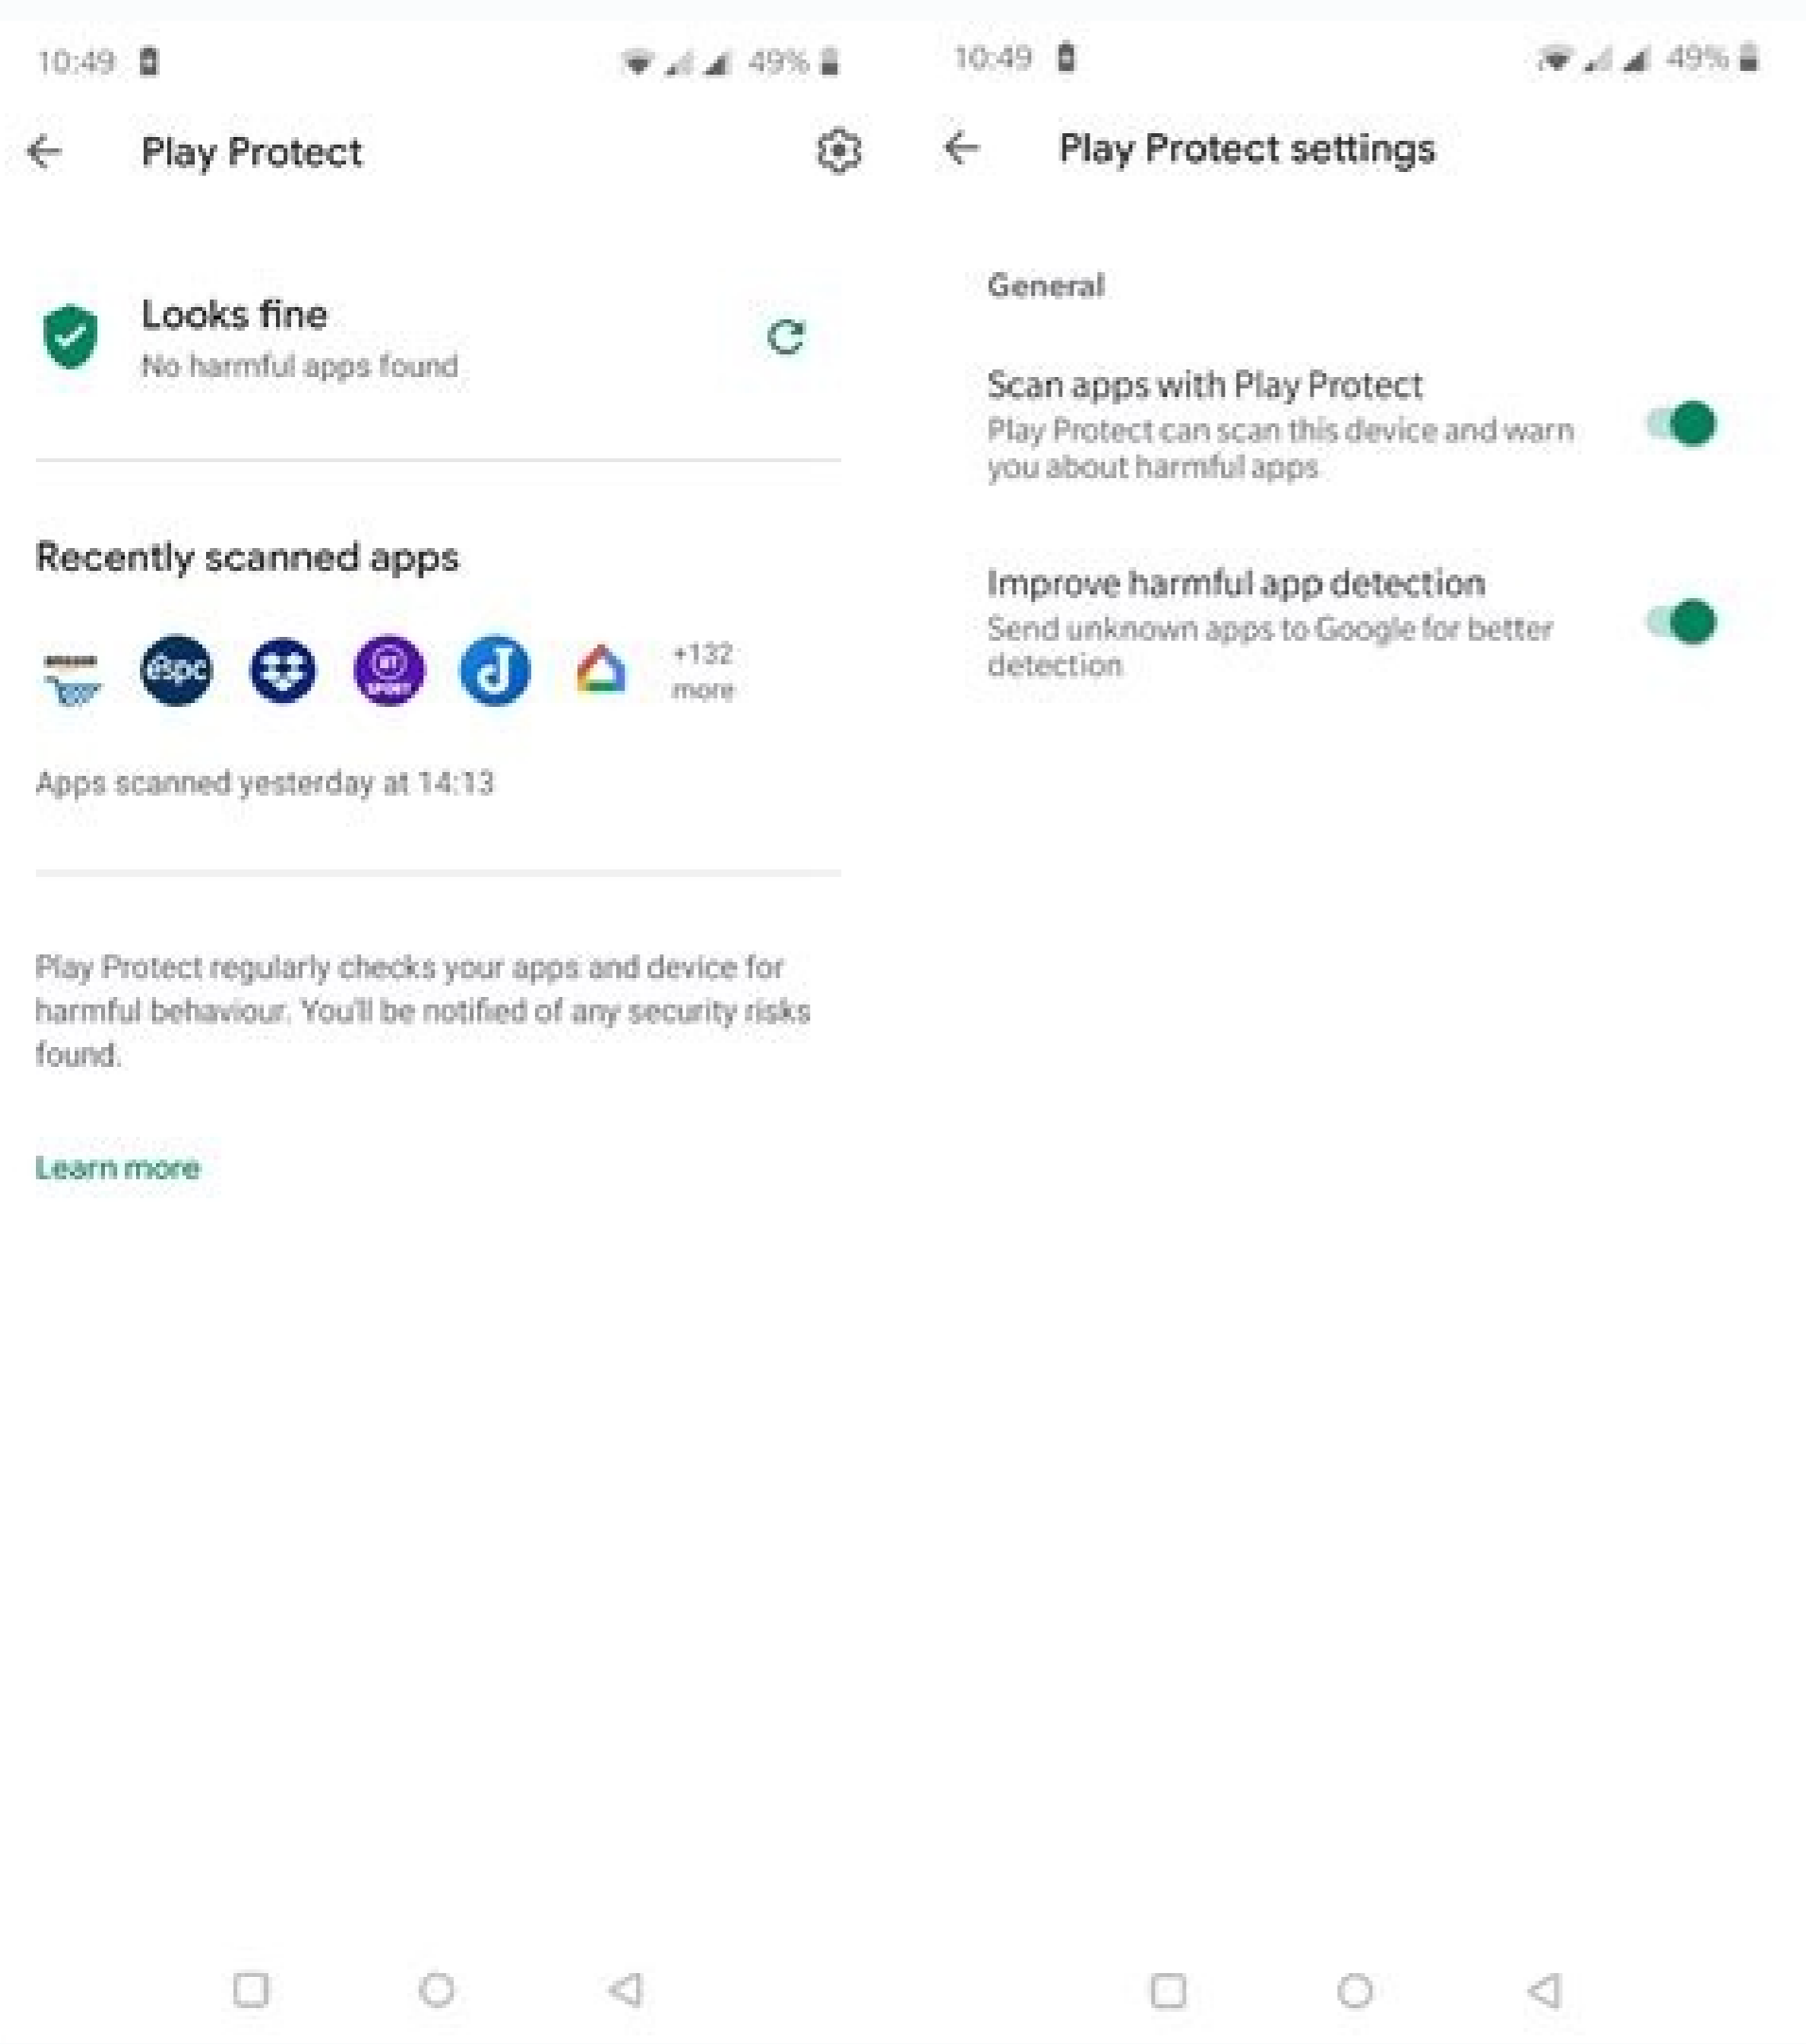 10:49
49%
Play Protect
Looks fine
No harmful apps found
Recently scanned apps
amazon
espc
BT
SPORT
+132
more
Apps scanned yesterday at 14:13
Play Protect regularly checks your apps and device for
harmful behaviour. You'll be notified of any security risks
found.
Learn more
10:49
49%
Play Protect settings
General
Scan apps with Play Protect
Play Protect can scan this device and warn
you about harmful apps
Improve harmful app detection
Send unknown apps to Google for better
detection